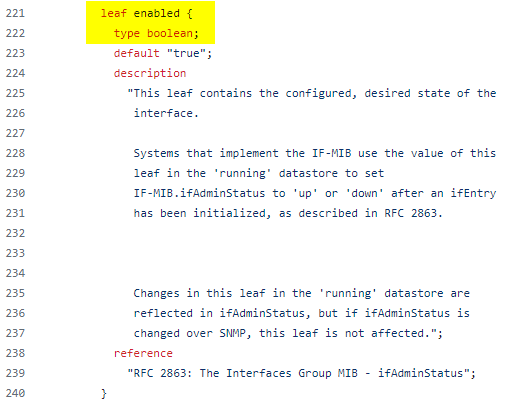 221 leaf enabled {
222 type boolean;
223 default "true";
224 description
225 "This leaf contains the configured, desired state of the
226 interface.
227
228 Systems that implement the IF-MIB use the value of this
229 leaf in the 'running' datastore to set
230 IF-MIB.ifAdminStatus to 'up' or 'down' after an ifEntry
231 has been initialized, as described in RFC 2863.
232
233
234
235 Changes in this leaf in the 'running' datastore are
236 reflected in ifAdminStatus, but if ifAdminStatus is
237 changed over SNMP, this leaf is not affected.";
238 reference
239 "RFC 2863: The Interfaces Group MIB - ifAdminStatus";
240 }